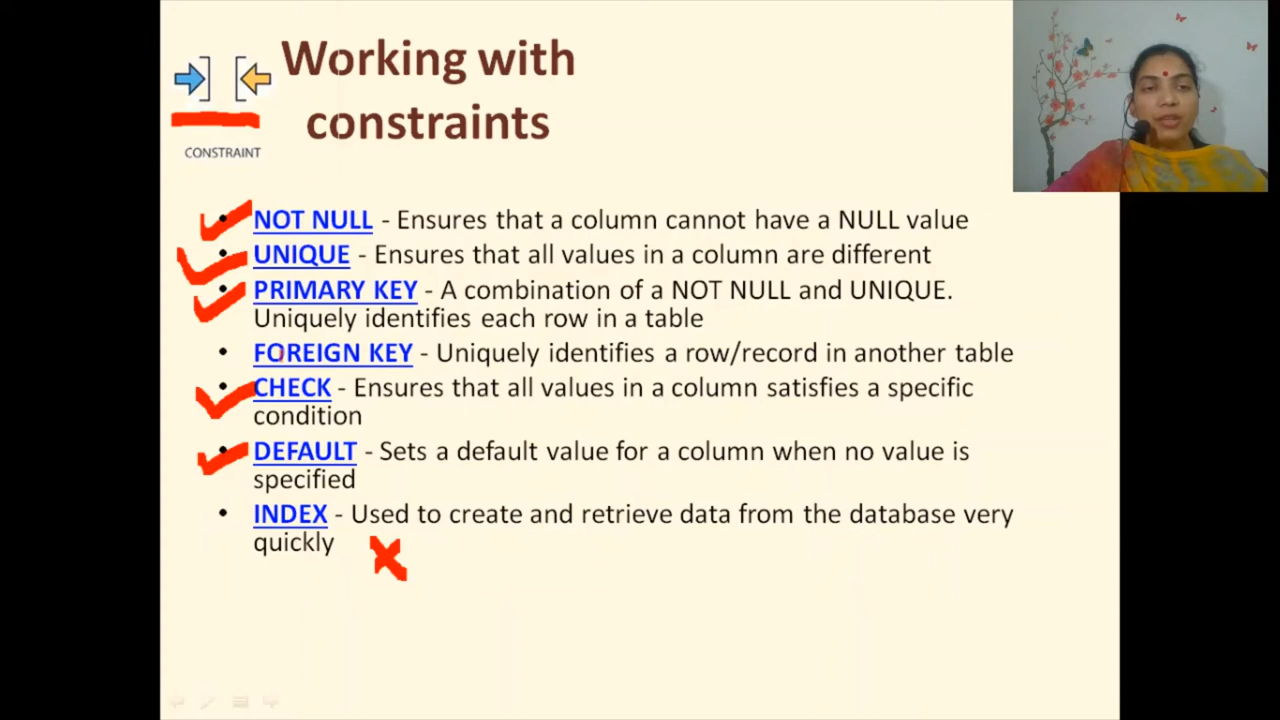 Working with
constraints
CONSTRAINT
• NOT NULL - Ensures that a column cannot have a NULL value
• UNIQUE - Ensures that all values in a column are different
• PRIMARY KEY - A combination of a NOT NULL and UNIQUE.
Uniquely identifies each row in a table
• FOREIGN KEY - Uniquely identifies a row/record in another table
• CHECK - Ensures that all values in a column satisfies a specific
condition
• DEFAULT - Sets a default value for a column when no value is
specified
• INDEX - Used to create and retrieve data from the database very
quickly